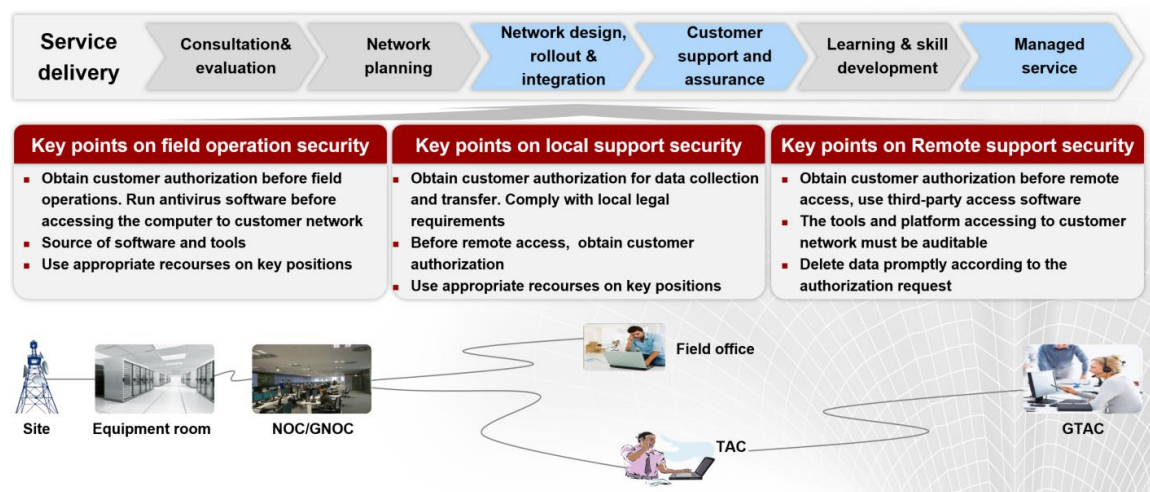 Service
delivery
Consultation&
evaluation
Network
planning
Network design,
rollout &
integration
Customer
support and
assurance
Learning & skill
development
Managed
service
Key points on field operation security
▪ Obtain customer authorization before field
operations. Run antivirus software before
accessing the computer to customer network
▪ Source of software and tools
▪ Use appropriate recourses on key positions
Key points on local support security
▪ Obtain customer authorization for data collection
and transfer. Comply with local legal
requirements
▪ Before remote access, obtain customer
authorization
▪ Use appropriate recourses on key positions
Key points on Remote support security
▪ Obtain customer authorization before remote
access, use third-party access software
▪ The tools and platform accessing to customer
network must be auditable
▪ Delete data promptly according to the
authorization request
Site
Equipment room
NOC/GNOC
Field office
TAC
GTAC